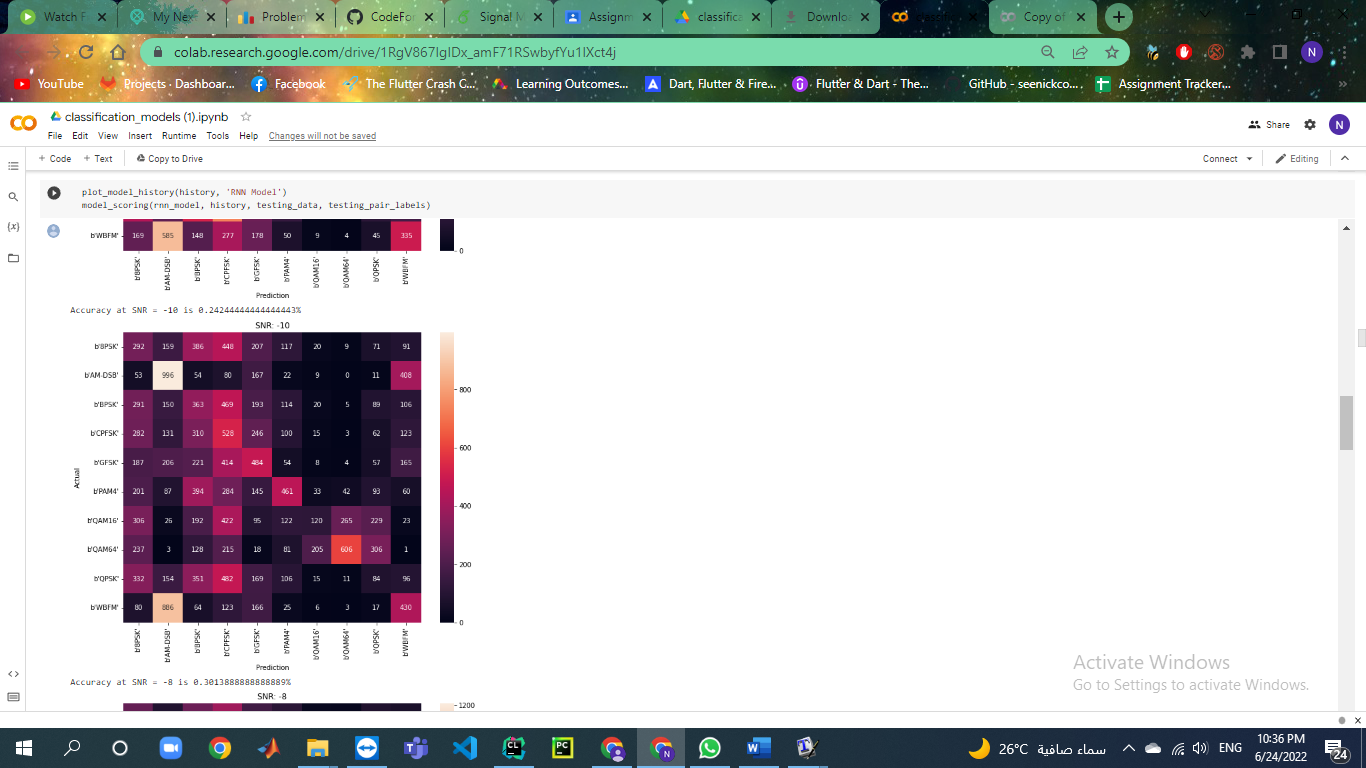 Watch F
My Nex
Problem
CodeFor
Signal M
Assignm
classifica
Downlo
Copy of
colab.research.google.com/drive/1RgV867IgIDx_amF71RSwbyfYu1IXct4j
YouTube
Projects · Dashboar...
Facebook
The Flutter Crash C...
Learning Outcomes...
Dart, Flutter & Fire...
Flutter & Dart - The...
GitHub - seenickco...
Assignment Tracker...
»
classification_models (1).ipynb
File Edit View Insert Runtime Tools Help Changes will not be saved
Share
N
+ Code + Text Copy to Drive
Connect
Editing
plot_model_history(history, 'RNN Model')
model_scoring(rnn_model, history, testing_data, testing_pair_labels)
b'WBFM' 169 585 148 277 178 50 9 4 45 335
0
b'8PSK' b'AM-DSB' b'BPSK' b'CPFSK' b'GFSK' b'PAM4' b'QAM16' b'QAM64' b'QPSK' b'WBFM'
Prediction
Accuracy at SNR = -10 is 0.24244444444444443%
SNR: -10
b'8PSK' 292 159 386 448 207 117 20 9 71 91
b'AM-DSB' 53 996 54 80 167 22 9 0 11 408
b'BPSK' 291 150 363 469 193 114 20 5 89 106
b'CPFSK' 282 131 310 528 246 100 15 3 62 123
b'GFSK' 187 206 221 414 484 54 8 4 57 165
b'PAM4' 201 87 394 284 145 461 33 42 93 60
b'QAM16' 306 26 192 422 95 122 120 265 229 23
b'QAM64' 237 3 128 215 18 81 205 606 306 1
b'QPSK' 332 154 351 482 169 106 15 11 84 96
b'WBFM' 80 886 64 123 166 25 6 3 17 430
Actual
800
600
400
200
0
b'8PSK' b'AM-DSB' b'BPSK' b'CPFSK' b'GFSK' b'PAM4' b'QAM16' b'QAM64' b'QPSK' b'WBFM'
Prediction
Accuracy at SNR = -8 is 0.3013888888888889%
SNR: -8
1200
Activate Windows
Go to Settings to activate Windows.
26°C سماء صافية
ENG
10:36 PM
6/24/2022
24